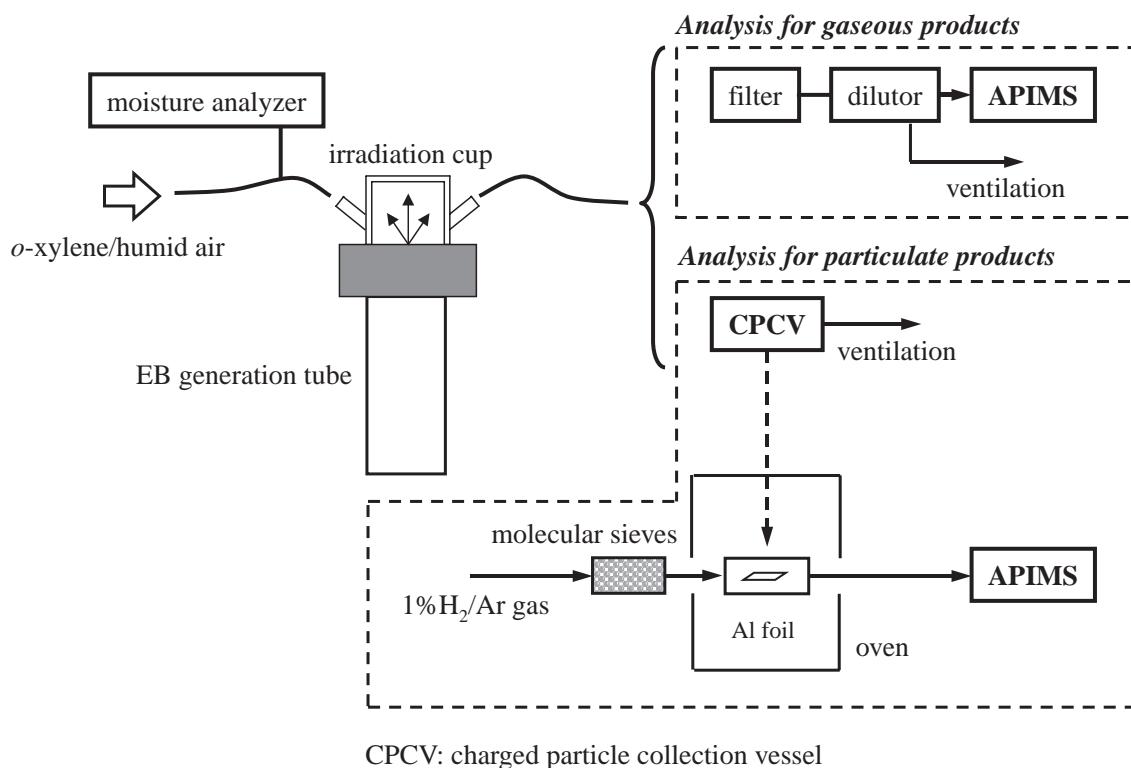 Analysis for gaseous products
moisture analyzer
filter
dilutor
APIMS
irradiation cup
ventilation
o-xylene/humid air
Analysis for particulate products
CPCV
ventilation
EB generation tube
molecular sieves
APIMS
1%H₂/Ar gas
Al foil
oven
CPCV: charged particle collection vessel